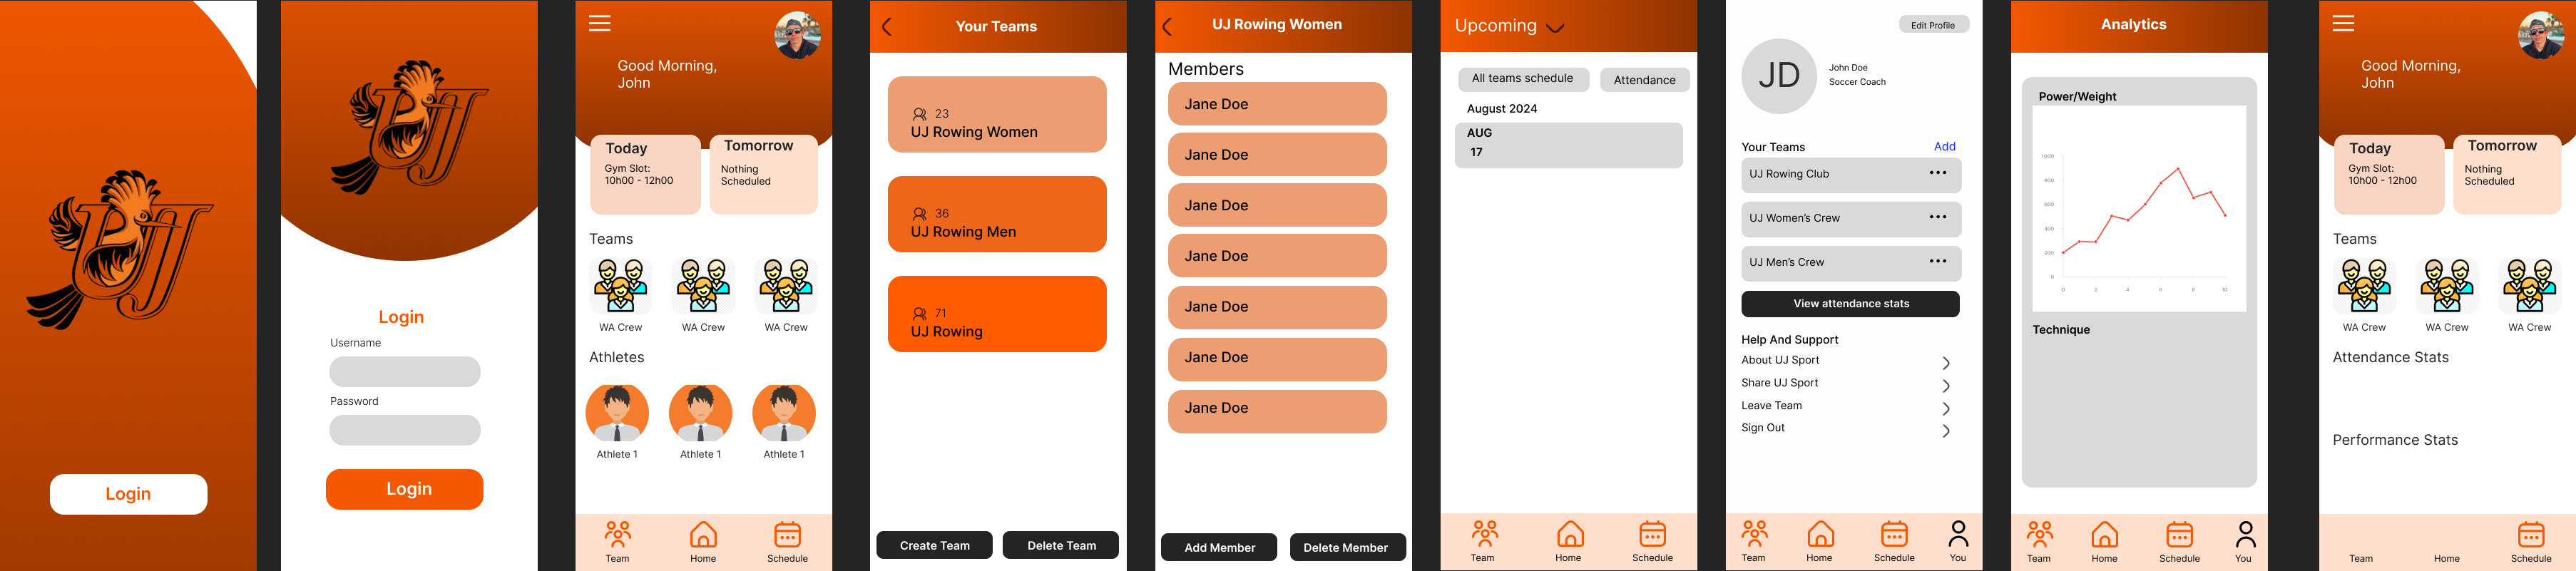 UJ
Login
UJ
Login
Username
Password
Login
Good Morning,
John
Today
Gym Slot:
10h00 - 12h00
Tomorrow
Nothing
Scheduled
Teams
WA Crew
WA Crew
WA Crew
Athletes
Athlete 1
Athlete 1
Athlete 1
Team
Home
Schedule
Your Teams
23
UJ Rowing Women
36
UJ Rowing Men
71
UJ Rowing
Create Team
Delete Team
UJ Rowing Women
Members
Jane Doe
Jane Doe
Jane Doe
Jane Doe
Jane Doe
Jane Doe
Jane Doe
Add Member
Delete Member
Upcoming
All teams schedule
Attendance
August 2024
AUG
17
Team
Home
Schedule
Edit Profile
JD
John Doe
Soccer Coach
Your Teams
Add
UJ Rowing Club
UJ Women's Crew
UJ Men's Crew
View attendance stats
Help And Support
About UJ Sport
Share UJ Sport
Leave Team
Sign Out
Team
Home
Schedule
You
Analytics
Power/Weight
1000
800
600
400
200
0
0
2
4
6
8
10
Technique
Team
Home
Schedule
You
Good Morning,
John
Today
Gym Slot:
10h00 - 12h00
Tomorrow
Nothing
Scheduled
Teams
WA Crew
WA Crew
WA Crew
Attendance Stats
Performance Stats
Team
Home
Schedule